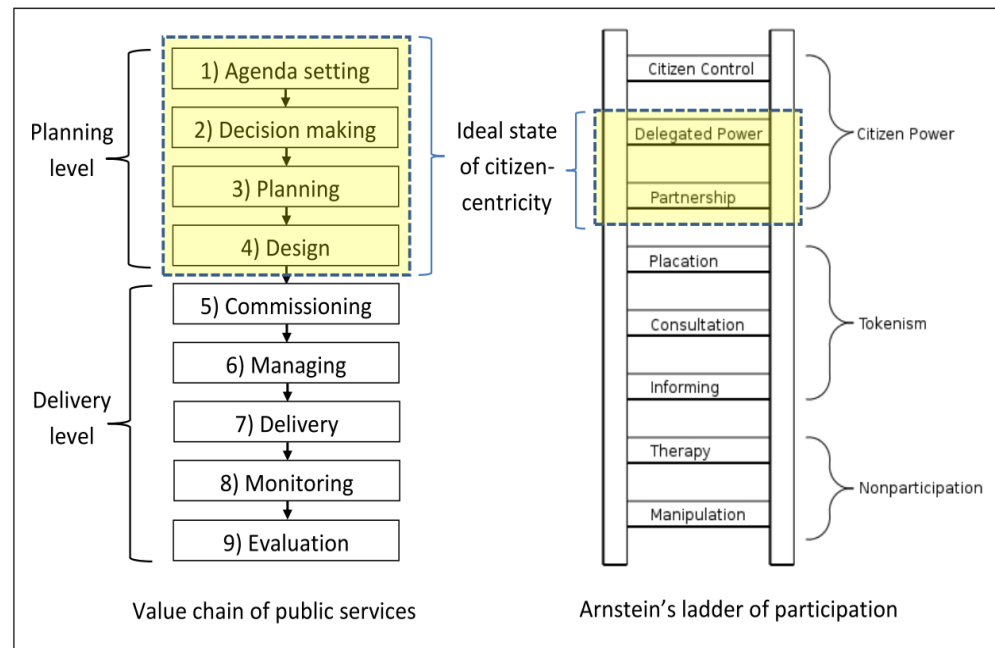 Planning
level
1) Agenda setting
2) Decision making
3) Planning
4) Design
Delivery
level
5) Commissioning
6) Managing
7) Delivery
8) Monitoring
9) Evaluation
Value chain of public services
Ideal state
of citizen-
centricity
Citizen Control
Delegated Power
Partnership
Citizen Power
Placation
Consultation
Informing
Tokenism
Therapy
Manipulation
Nonparticipation
Arnstein's ladder of participation